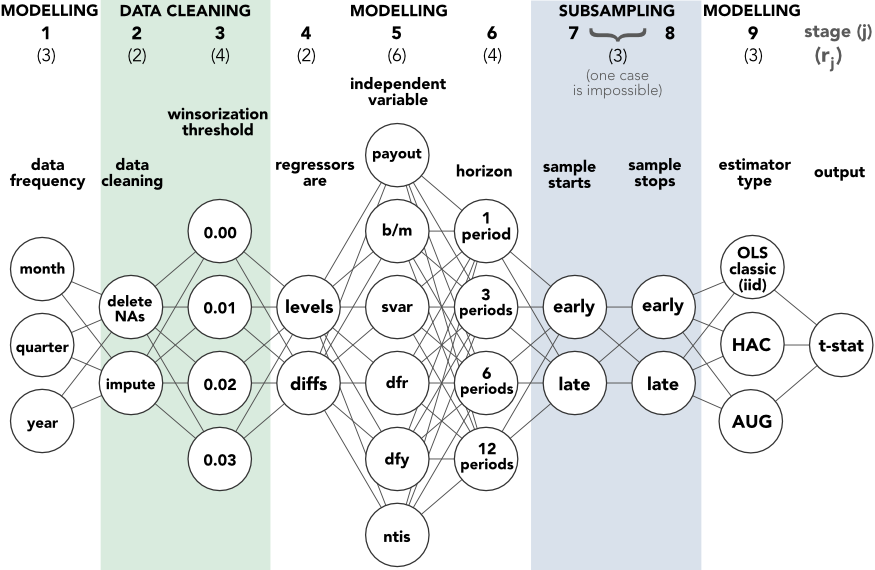 MODELLING DATA CLEANING MODELLING SUBSAMPLING MODELLING
1 2 3 4 5 6 7 8 9 stage (j)
(3) (2) (4) (2) (6) (4) (3) (3) (rj)
(one case
is impossible)
data
frequency
data
cleaning
winsorization
threshold
regressors
are
independent
variable
horizon
sample
starts
sample
stops
estimator
type
output
month
quarter
year
delete
NAs
impute
0.00
0.01
0.02
0.03
levels
diffs
payout
b/m
svar
dfr
dfy
ntis
1
period
3
periods
6
periods
12
periods
early
late
early
late
OLS
classic
(iid)
HAC
AUG
t-stat